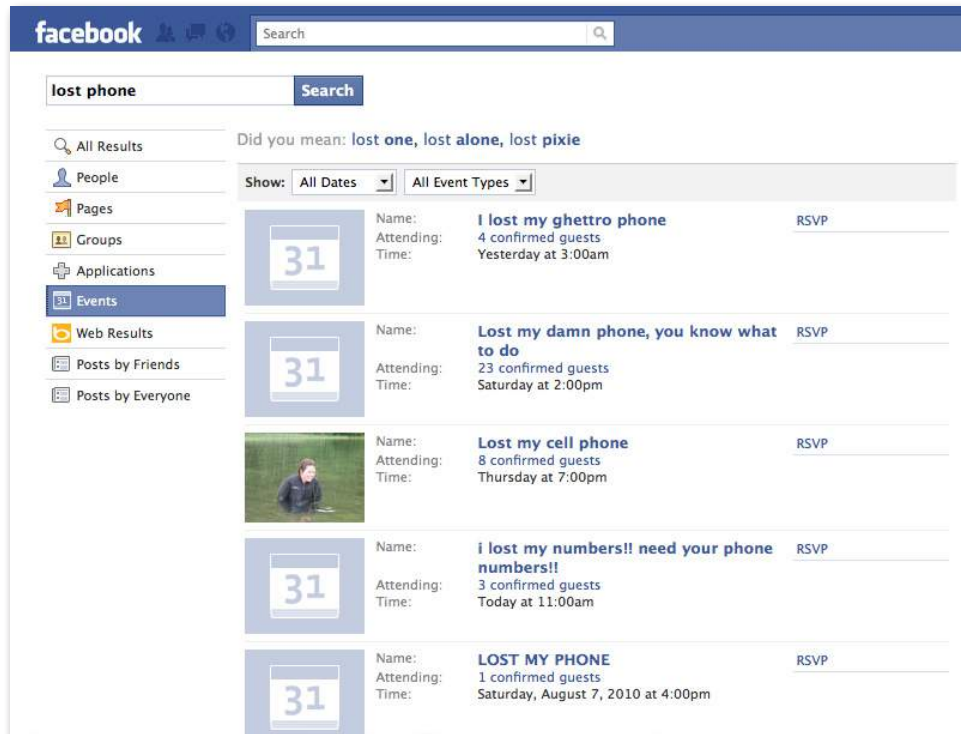 facebook
Search
lost phone
Search
All Results
People
Pages
Groups
Applications
31 Events
Web Results
Posts by Friends
Posts by Everyone
Did you mean: lost one, lost alone, lost pixie
Show: All Dates All Event Types
31
Name: I lost my ghettro phone RSVP
Attending: 4 confirmed guests
Time: Yesterday at 3:00am
31
Name: Lost my damn phone, you know what RSVP
to do
Attending: 23 confirmed guests
Time: Saturday at 2:00pm
Name: Lost my cell phone RSVP
Attending: 8 confirmed guests
Time: Thursday at 7:00pm
31
Name: i lost my numbers!! need your phone RSVP
numbers!!
Attending: 3 confirmed guests
Time: Today at 11:00am
31
Name: LOST MY PHONE RSVP
Attending: 1 confirmed guests
Time: Saturday, August 7, 2010 at 4:00pm